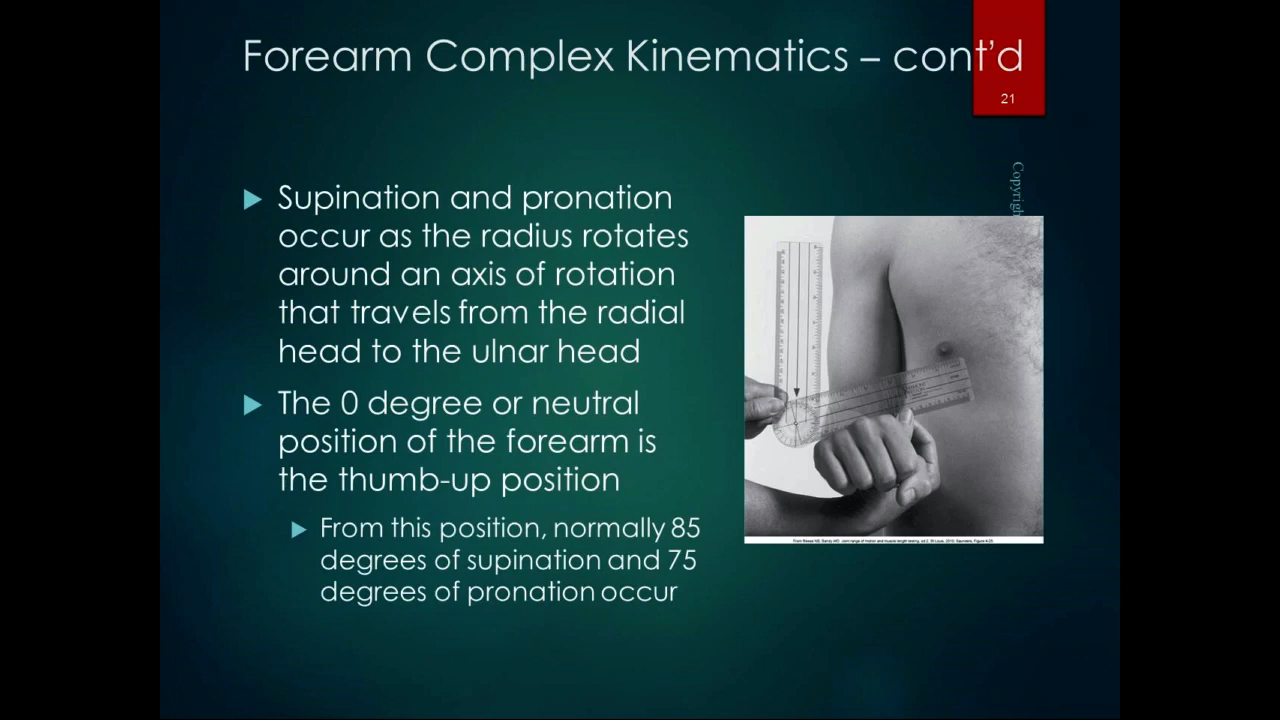 Forearm Complex Kinematics – cont’d
21
Supination and pronation
occur as the radius rotates
around an axis of rotation
that travels from the radial
head to the ulnar head
The 0 degree or neutral
position of the forearm is
the thumb-up position
From this position, normally 85
degrees of supination and 75
degrees of pronation occur